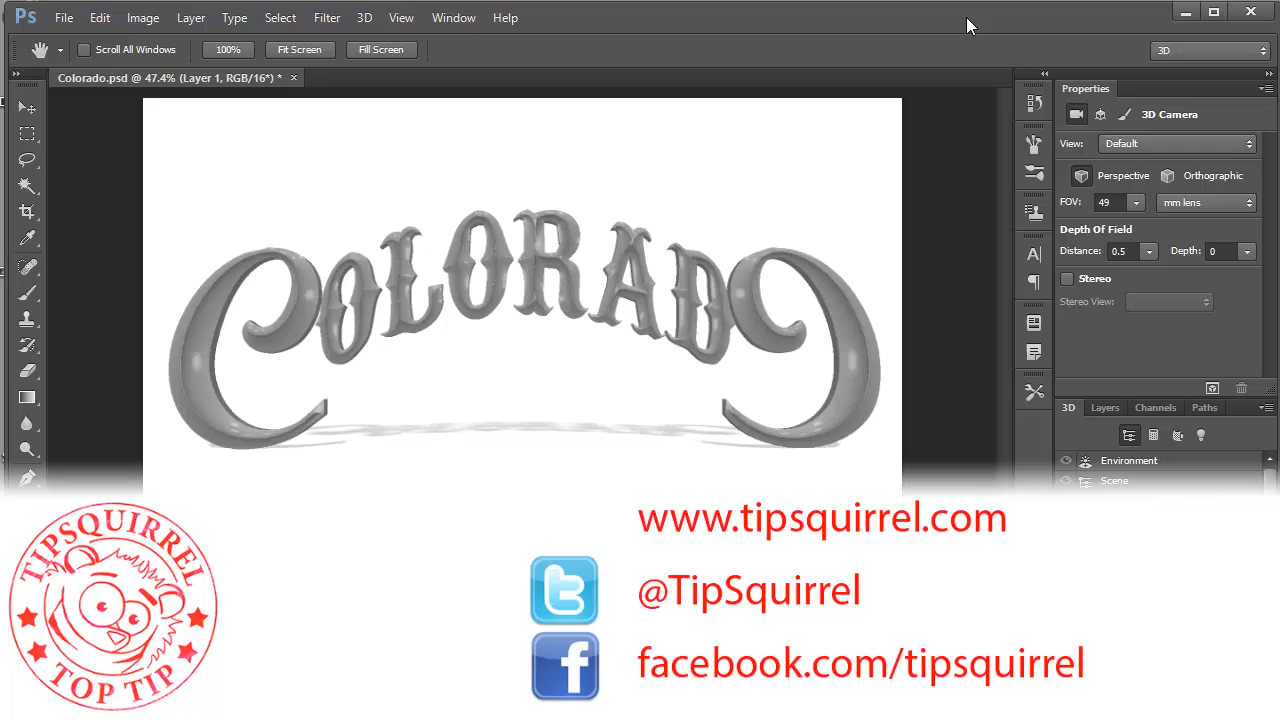 Ps File Edit Image Layer Type Select Filter 3D View Window Help
Scroll All Windows 100% Fit Screen Fill Screen 3D
Colorado.psd @ 47.4% (Layer 1, RGB/16*) *
Properties
3D Camera
View: Default
Perspective Orthographic
FOV: 49 mm lens
Depth Of Field
Distance: 0.5 Depth: 0
Stereo
Stereo View:
3D Layers Channels Paths
Environment
Scene
COLORADO
www.tipsquirrel.com
@TipSquirrel
facebook.com/tipsquirrel
TIPSQUIRREL
TOP TIP